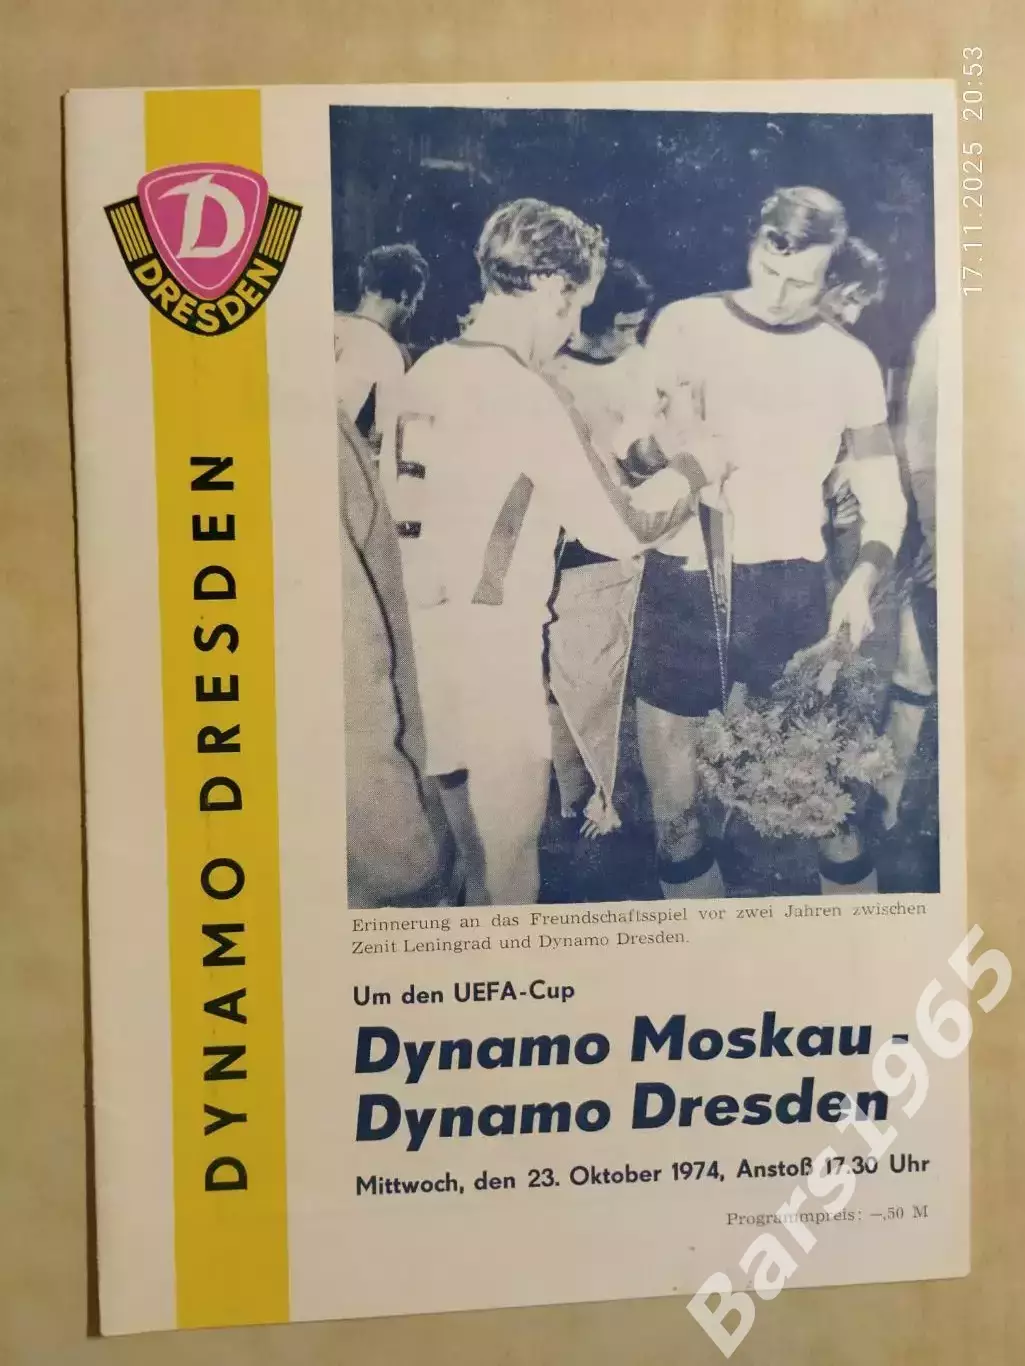 17.11.2025 20:53
D
DRESDEN
DYNAMO DRESDEN
Erinnerung an das Freundschaftsspiel vor zwei Jahren zwischen
Zenit Leningrad und Dynamo Dresden.
Um den UEFA-Cup
Dynamo Moskau -
Dynamo Dresden
Mittwoch, den 23. Oktober 1974, Anstoß 17.30 Uhr
Programmpreis: —,50 M
Bars1965